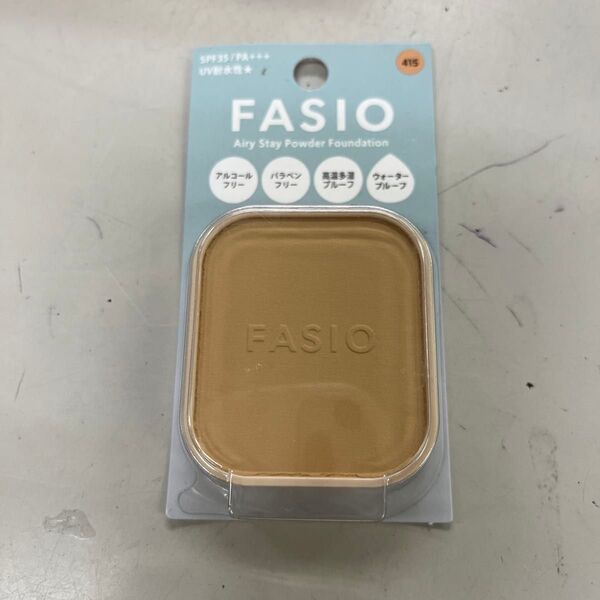 SPF35/PA+++
UV耐水性★
415
FASIO
Airy Stay Powder Foundation
アルコール
フリー
パラベン
フリー
高温多湿
プルーフ
ウォーター
プルーフ
FASIO